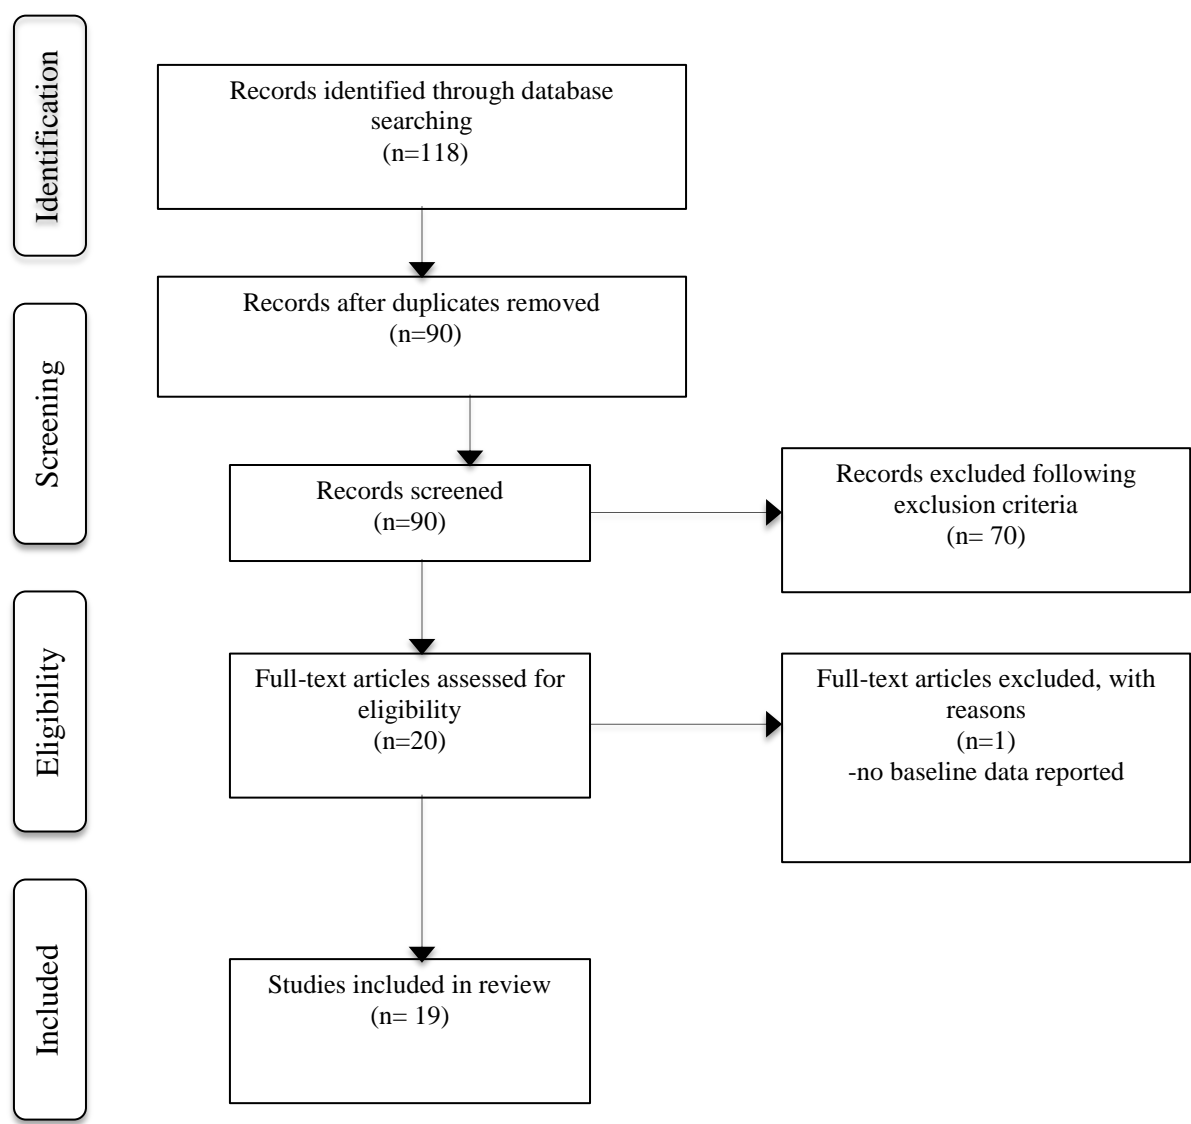 Identification
Records identified through database
searching
(n=118)
Records after duplicates removed
(n=90)
Screening
Records screened
(n=90)
Records excluded following
exclusion criteria
(n= 70)
Eligibility
Full-text articles assessed for
eligibility
(n=20)
Full-text articles excluded, with
reasons
(n=1)
-no baseline data reported
Included
Studies included in review
(n= 19)